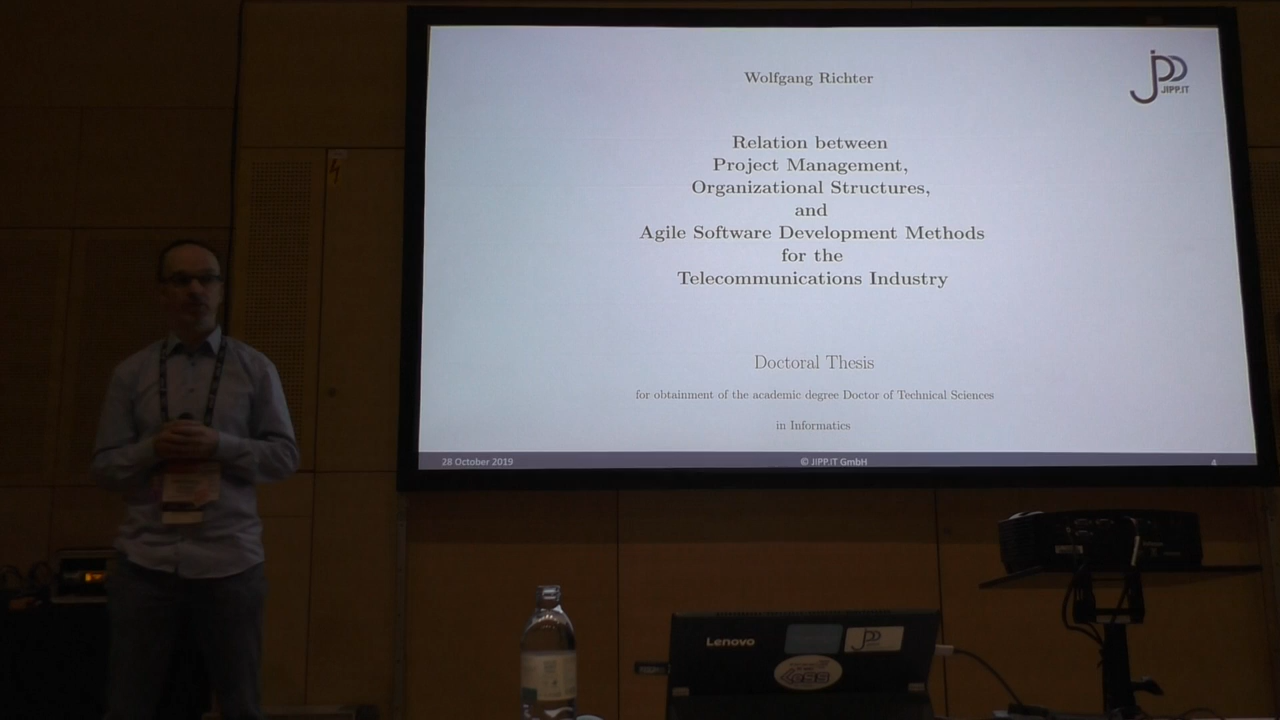 Wolfgang Richter
JIPP.IT
Relation between
Project Management,
Organizational Structures,
and
Agile Software Development Methods
for the
Telecommunications Industry
Doctoral Thesis
for obtainment of the academic degree Doctor of Technical Sciences
in Informatics
28 October 2019
© JIPP.IT GmbH
4
Lenovo